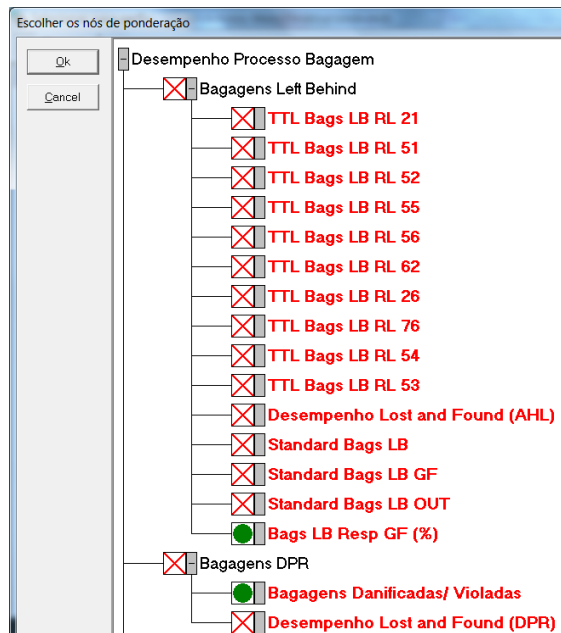 Escolher os nós de ponderação
Ok
Cancel
Desempenho Processo Bagagem
Bagagens Left Behind
TTL Bags LB RL 21
TTL Bags LB RL 51
TTL Bags LB RL 52
TTL Bags LB RL 55
TTL Bags LB RL 56
TTL Bags LB RL 62
TTL Bags LB RL 26
TTL Bags LB RL 76
TTL Bags LB RL 54
TTL Bags LB RL 53
Desempenho Lost and Found (AHL)
Standard Bags LB
Standard Bags LB GF
Standard Bags LB OUT
Bags LB Resp GF (%)
Bagagens DPR
Bagagens Danificadas/ Violadas
Desempenho Lost and Found (DPR)